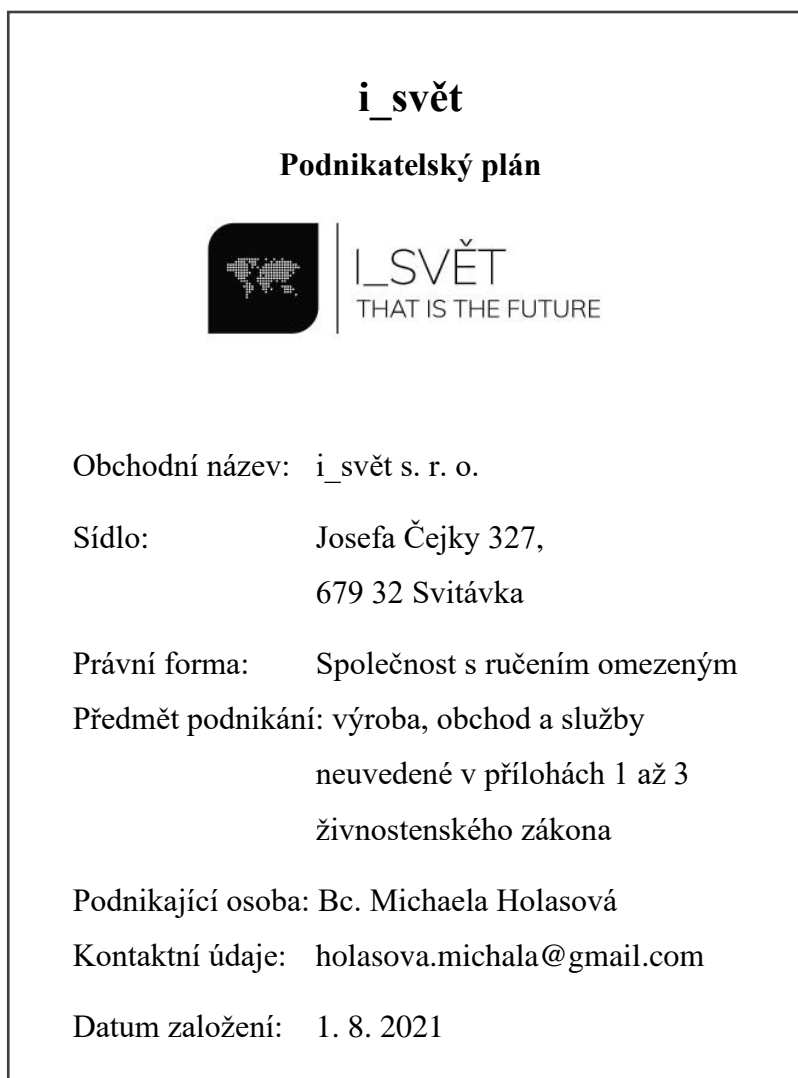 i_svět
Podnikatelský plán
I_SVĚT
THAT IS THE FUTURE
Obchodní název: i_svět s. r. o.
Sídlo: Josefa Čejky 327,
679 32 Svitávka
Právní forma: Společnost s ručením omezeným
Předmět podnikání: výroba, obchod a služby
neuvedené v přílohách 1 až 3
živnostenského zákona
Podnikající osoba: Bc. Michaela Holasová
Kontaktní údaje: holasova.michala@gmail.com
Datum založení: 1. 8. 2021